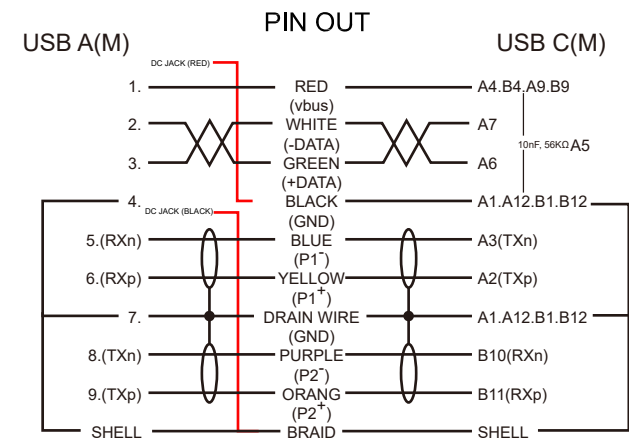 PIN OUT
USB A(M) USB C(M)
DC JACK (RED)
1. RED A4.B4.A9.B9
(vbus)
2. WHITE A7
(-DATA) 10nF, 56KΩ A5
3. GREEN A6
(+DATA)
4. BLACK A1.A12.B1.B12
DC JACK (BLACK) (GND)
5.(RXn) BLUE A3(TXn)
(P1⁻)
6.(RXp) YELLOW A2(TXp)
(P1⁺)
7. DRAIN WIRE A1.A12.B1.B12
(GND)
8.(TXn) PURPLE B10(RXn)
(P2⁻)
9.(TXp) ORANG B11(RXp)
(P2⁺)
SHELL BRAID SHELL